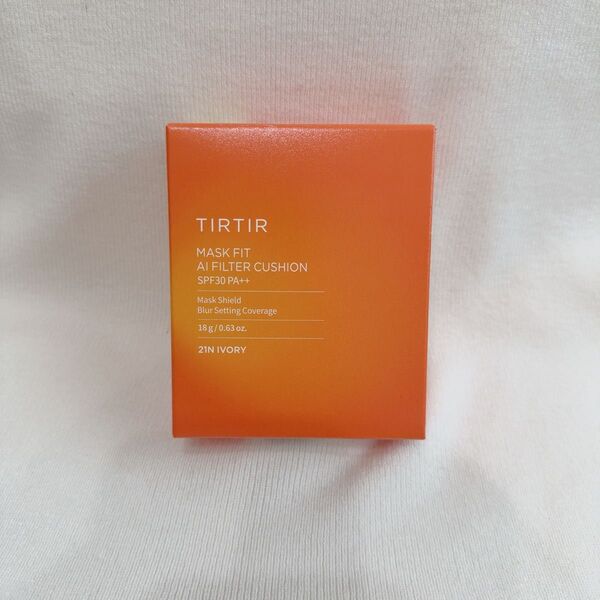 TIRTIR
MASK FIT
AI FILTER CUSHION
SPF30 PA++
Mask Shield
Blur Setting Coverage
18 g / 0.63 oz.
21N IVORY